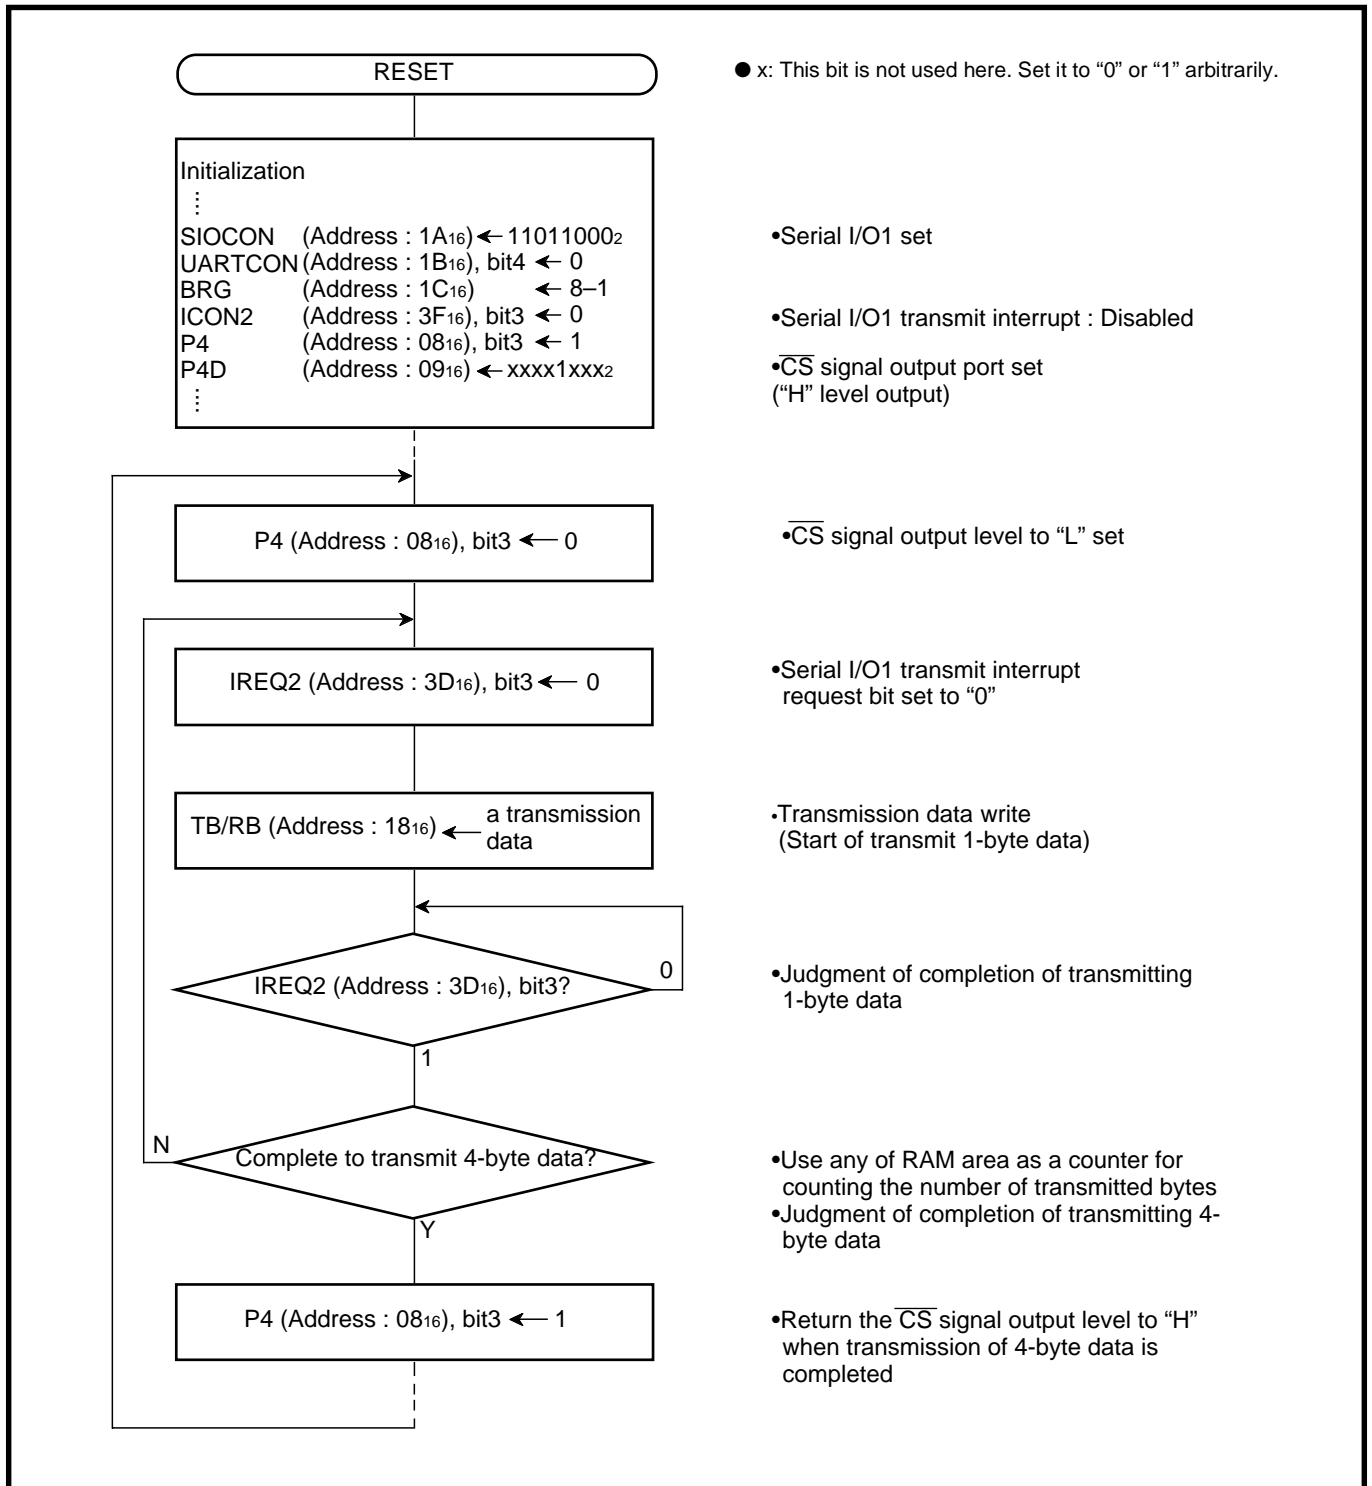 RESET
● x: This bit is not used here. Set it to “0” or “1” arbitrarily.
Initialization
SIOCON (Address : 1A16) ← 110110002
UARTCON (Address : 1B16), bit4 ← 0
BRG (Address : 1C16) ← 8–1
ICON2 (Address : 3F16), bit3 ← 0
P4 (Address : 0816), bit3 ← 1
P4D (Address : 0916) ← xxxx1xxx2
•Serial I/O1 set
•Serial I/O1 transmit interrupt : Disabled
•CS signal output port set
(“H” level output)
P4 (Address : 0816), bit3 ← 0
•CS signal output level to “L” set
IREQ2 (Address : 3D16), bit3 ← 0
•Serial I/O1 transmit interrupt
request bit set to “0”
TB/RB (Address : 1816) ← a transmission
data
•Transmission data write
(Start of transmit 1-byte data)
IREQ2 (Address : 3D16), bit3?
0
1
•Judgment of completion of transmitting
1-byte data
N
Complete to transmit 4-byte data?
Y
•Use any of RAM area as a counter for
counting the number of transmitted bytes
•Judgment of completion of transmitting 4-
byte data
P4 (Address : 0816), bit3 ← 1
•Return the CS signal output level to “H”
when transmission of 4-byte data is
completed